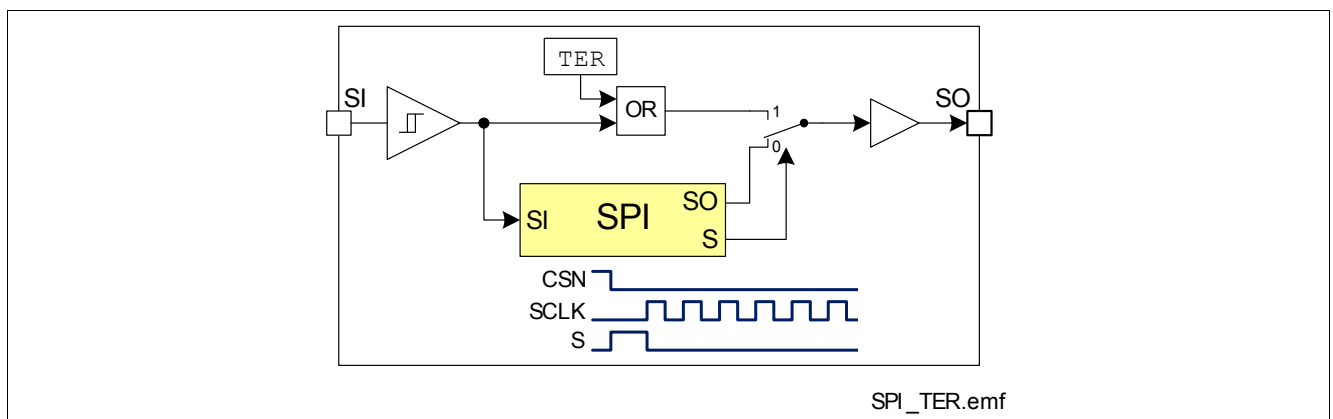 TER
SI
OR
1
SO
0
SO
SI
SPI
S
CSN
SCLK
S
SPI_TER.emf